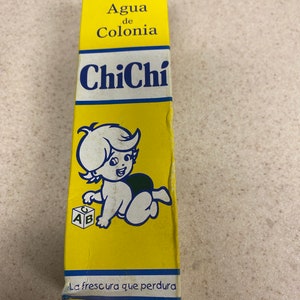 Agua
de
Colonia
ChiChí
C
A B
La frescura que perdura